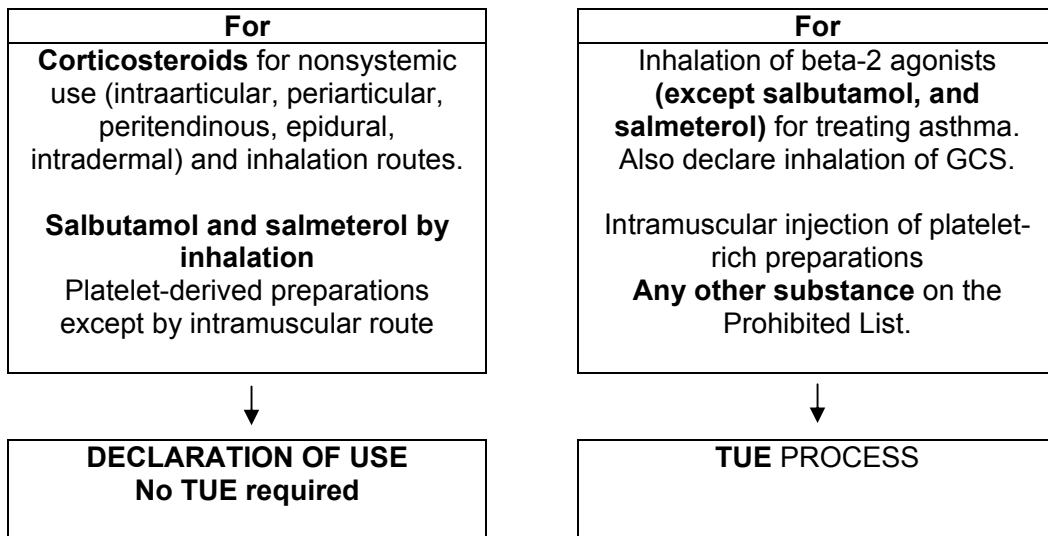 For
Corticosteroids for nonsystemic
use (intraarticular, periarticular,
peritendinous, epidural,
intradermal) and inhalation routes.
Salbutamol and salmeterol by
inhalation
Platelet-derived preparations
except by intramuscular route
DECLARATION OF USE
No TUE required
For
Inhalation of beta-2 agonists
(except salbutamol, and
salmeterol) for treating asthma.
Also declare inhalation of GCS.
Intramuscular injection of platelet-
rich preparations
Any other substance on the
Prohibited List.
TUE PROCESS